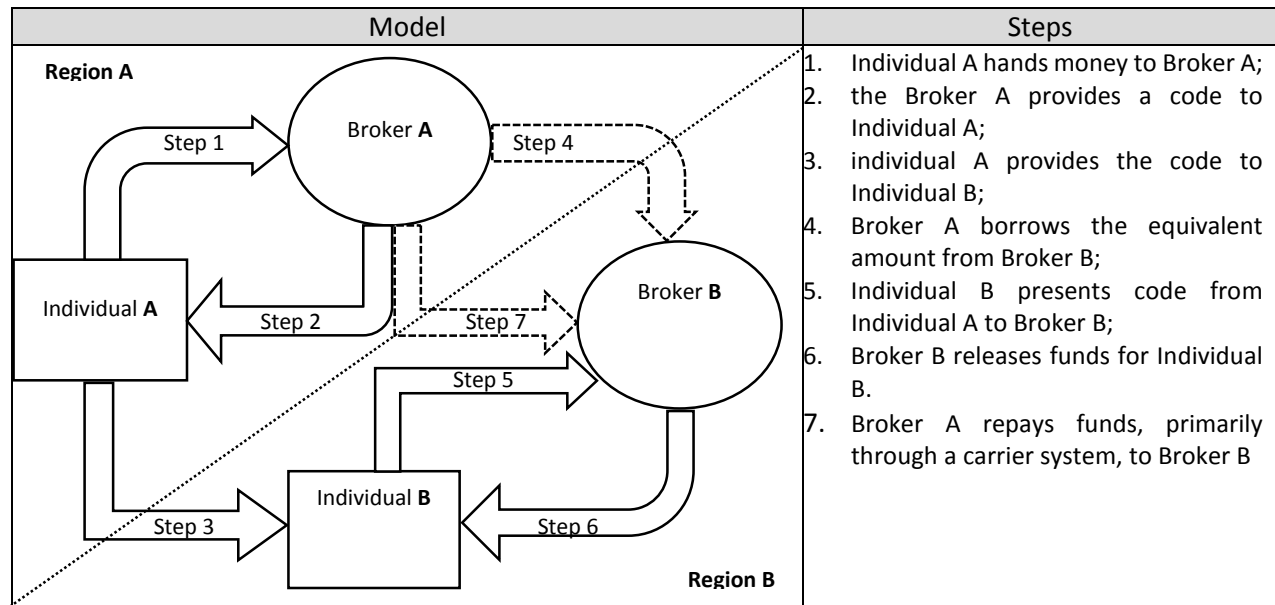 Model
Steps
Region A
Broker A
Step 1
Step 4
Individual A
Step 2
Step 7
Broker B
Step 5
Individual B
Step 3
Step 6
Region B
1. Individual A hands money to Broker A;
2. the Broker A provides a code to
Individual A;
3. individual A provides the code to
Individual B;
4. Broker A borrows the equivalent
amount from Broker B;
5. Individual B presents code from
Individual A to Broker B;
6. Broker B releases funds for Individual
B.
7. Broker A repays funds, primarily
through a carrier system, to Broker B